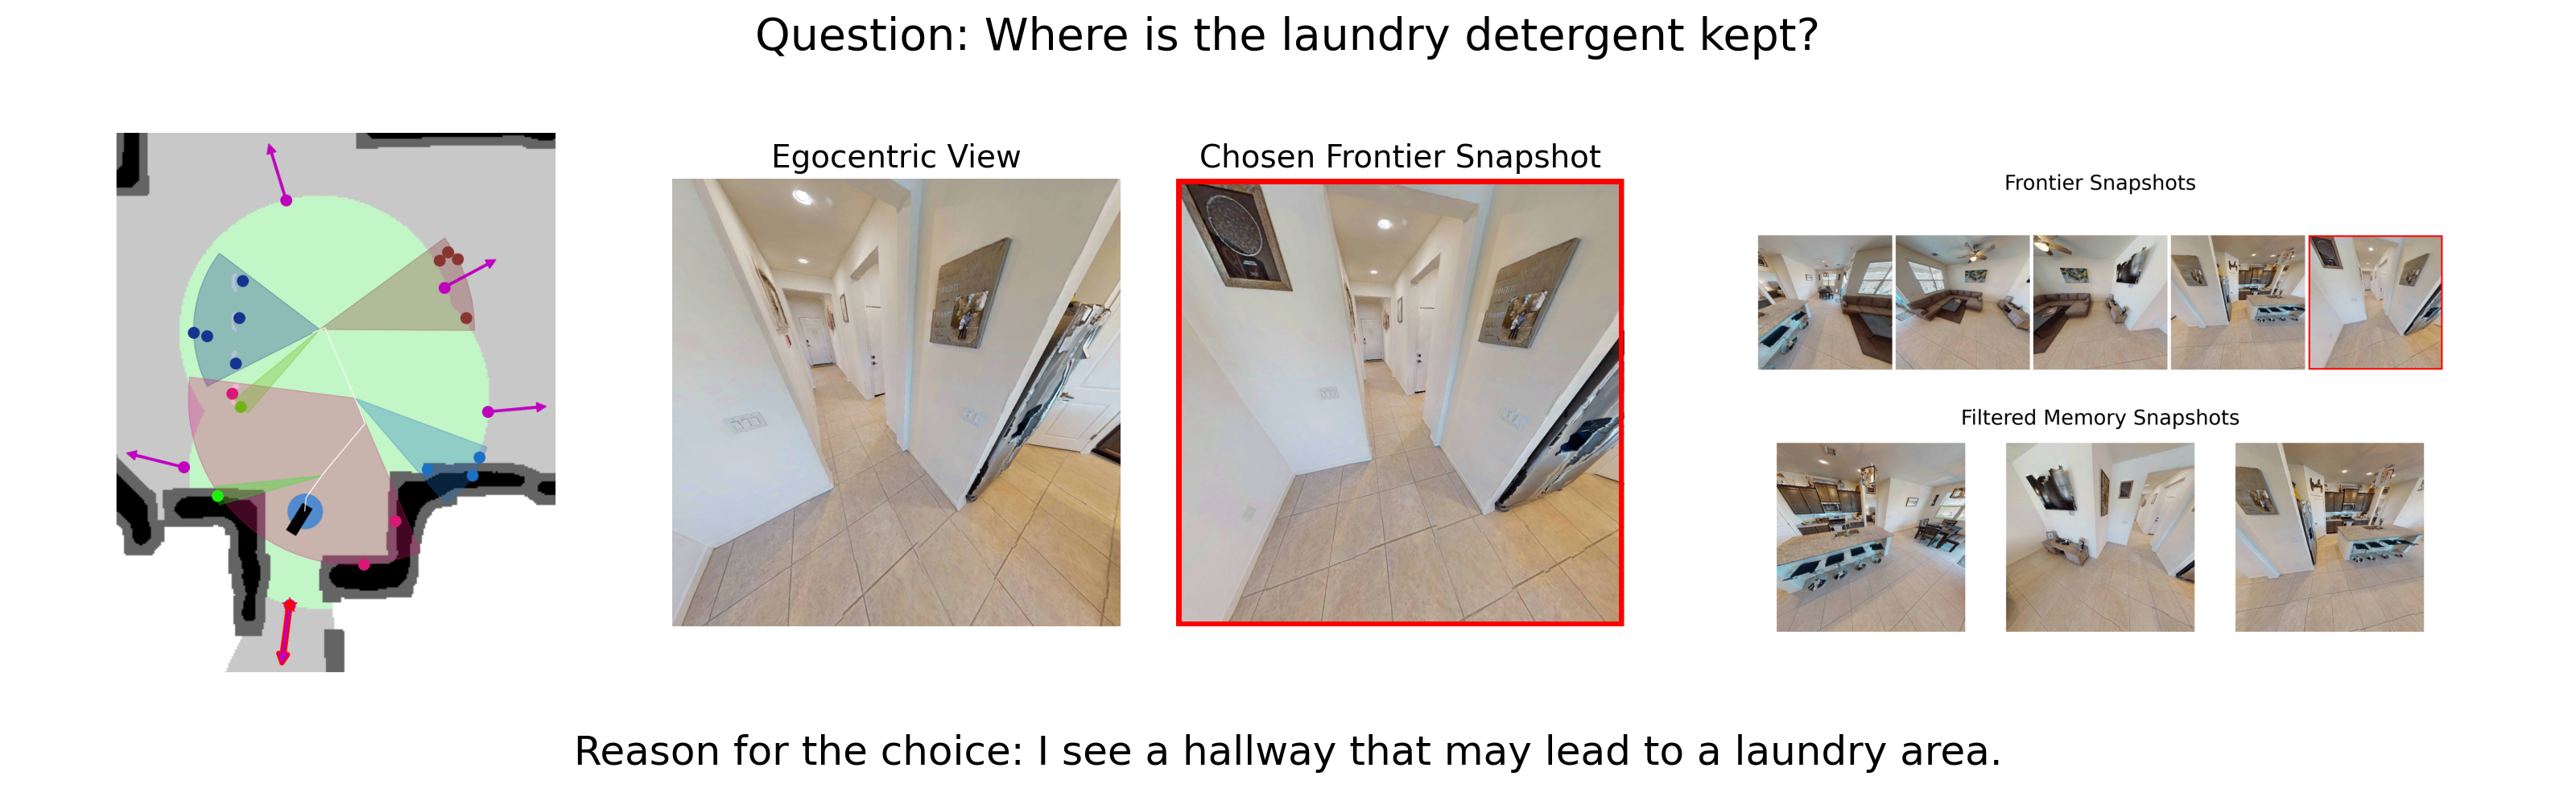 Question: Where is the laundry detergent kept?
Egocentric View
Chosen Frontier Snapshot
Frontier Snapshots
Filtered Memory Snapshots
Reason for the choice: I see a hallway that may lead to a laundry area.